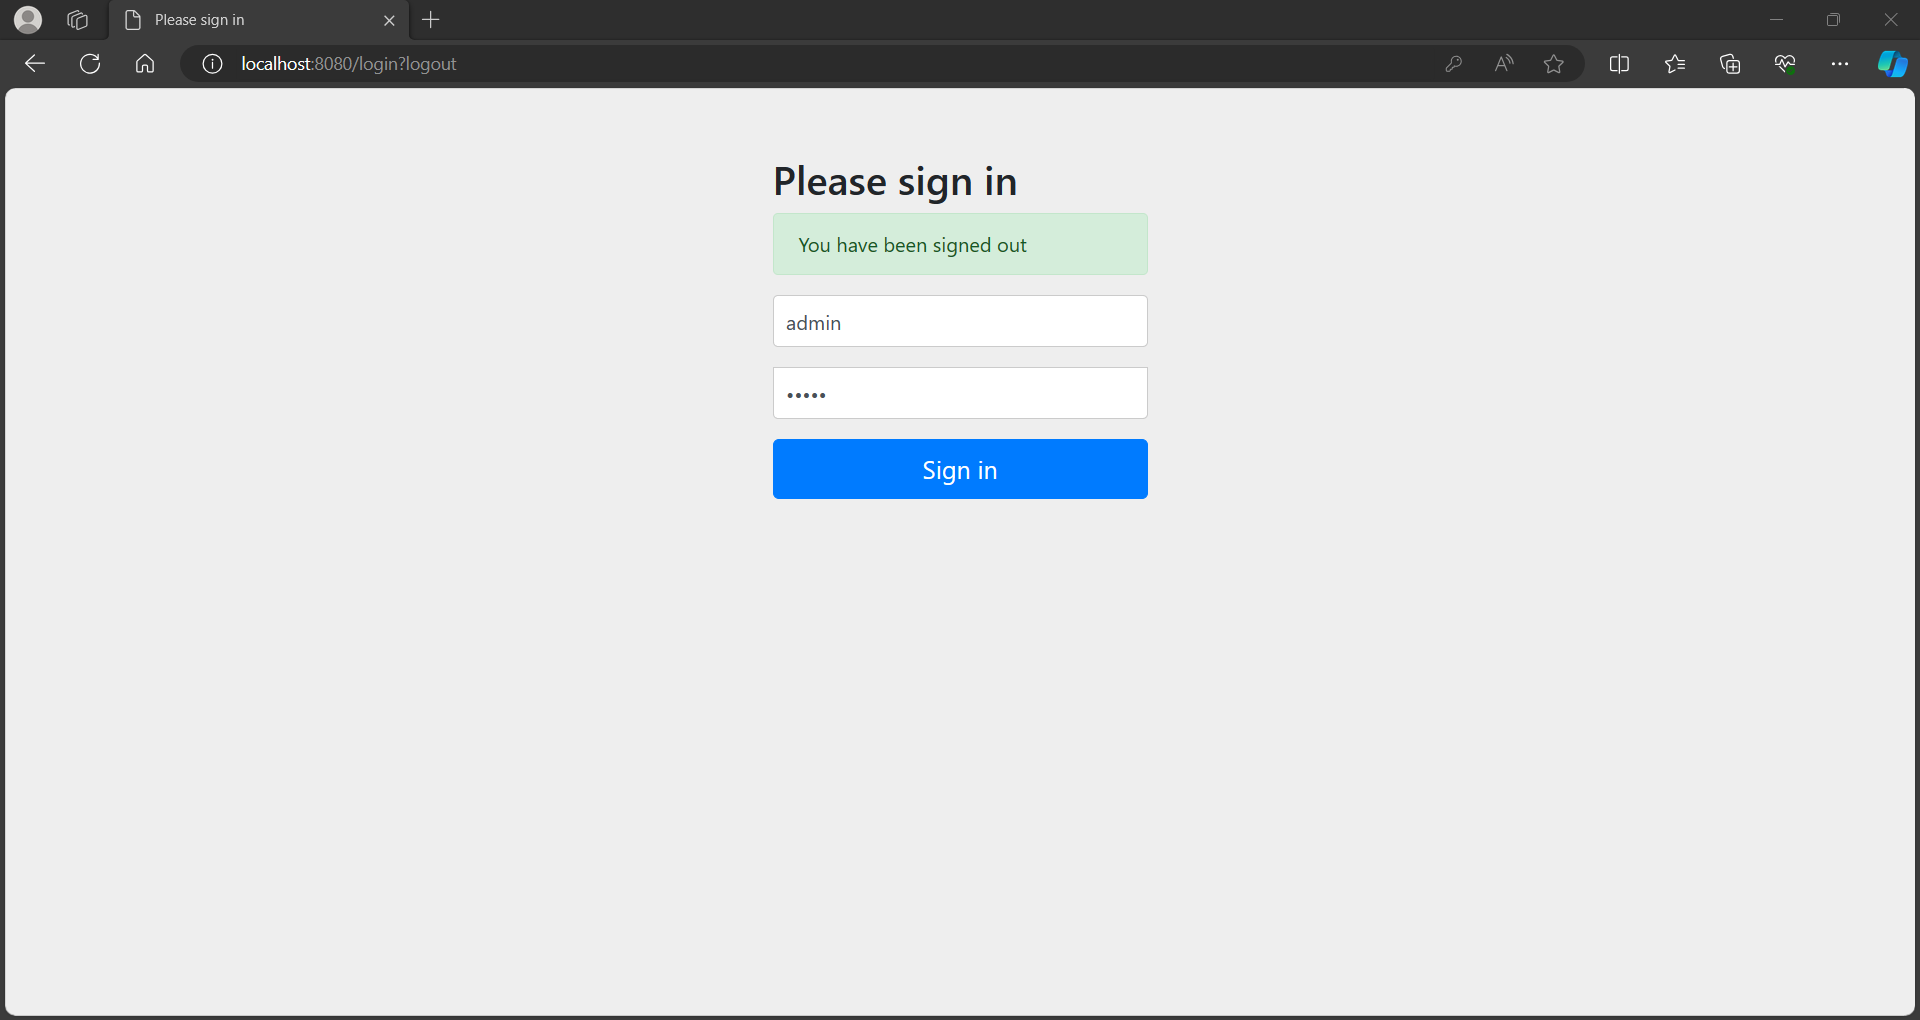 Please sign in
localhost:8080/login?logout
Please sign in
You have been signed out
admin
•••••
Sign in